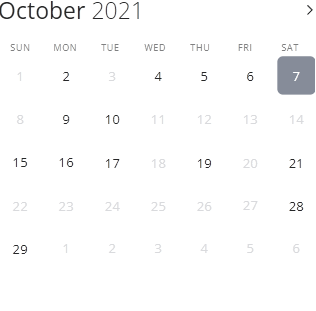 October 2021 >
SUN MON TUE WED THU FRI SAT
1 2 3 4 5 6 7
8 9 10 11 12 13 14
15 16 17 18 19 20 21
22 23 24 25 26 27 28
29 1 2 3 4 5 6